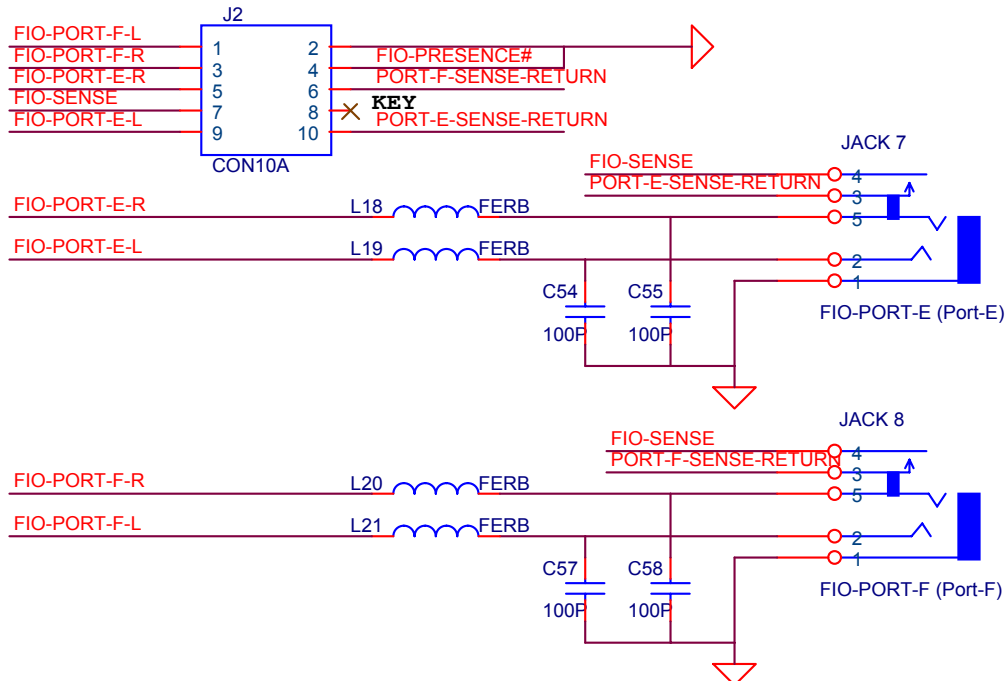 J2
FIO-PORT-F-L 1 2
FIO-PORT-F-R 3 4 FIO-PRESENCE#
FIO-PORT-E-R 5 6 PORT-F-SENSE-RETURN
FIO-SENSE 7 8 KEY
FIO-PORT-E-L 9 10 PORT-E-SENSE-RETURN
CON10A
JACK 7
FIO-SENSE 4
PORT-E-SENSE-RETURN 3
FIO-PORT-E-R L18 FERB 5
FIO-PORT-E-L L19 FERB 2
1
C54 C55
100P 100P
FIO-PORT-E (Port-E)
JACK 8
FIO-SENSE 4
PORT-F-SENSE-RETURN 3
FIO-PORT-F-R L20 FERB 5
FIO-PORT-F-L L21 FERB 2
1
C57 C58
100P 100P
FIO-PORT-F (Port-F)